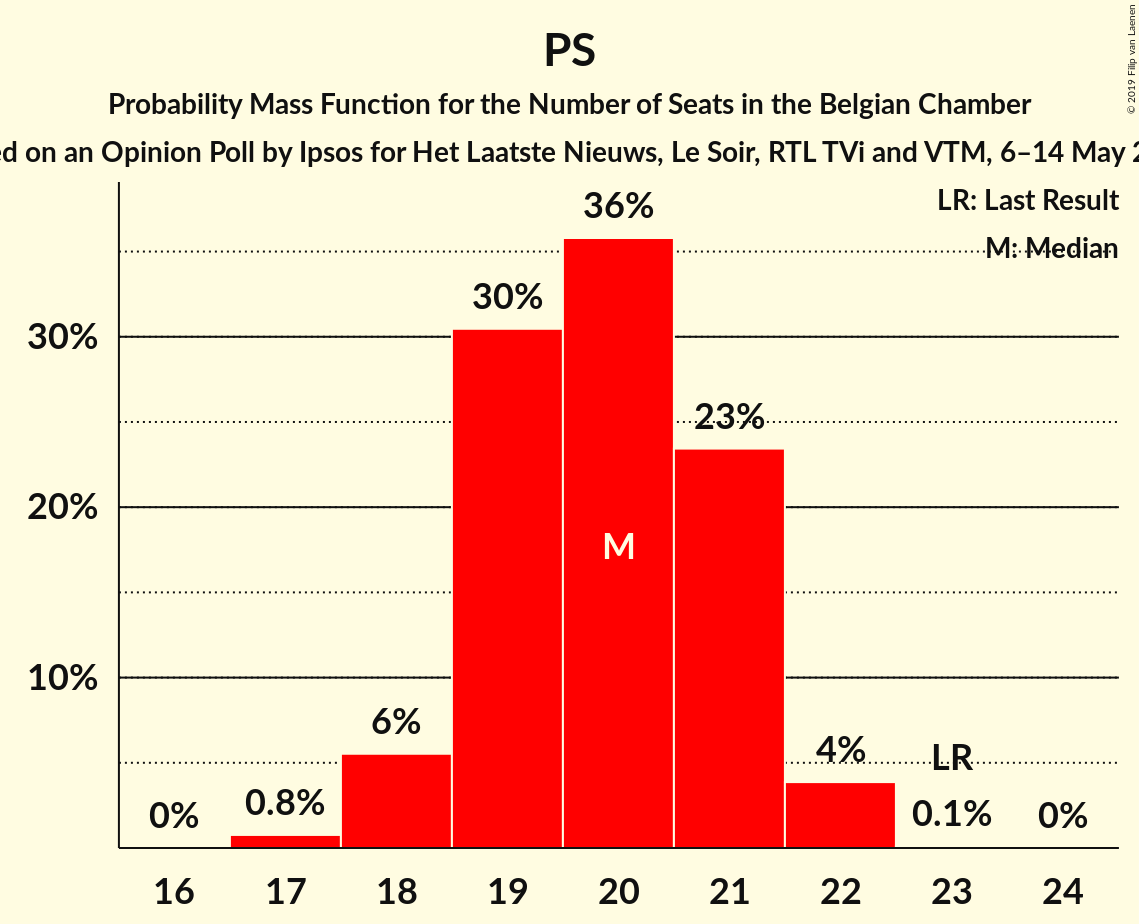 PS
Probability Mass Function for the Number of Seats in the Belgian Chamber
on an Opinion Poll by Ipsos for Het Laatste Nieuws, Le Soir, RTL TVi and VTM, 6–14 May
© 2019 Filip van Laenen
LR: Last Result
M: Median
36%
30%
30%
23%
20%
M
10%
6%
4%
LR
0%
0.8%
0.1%
0%
16 17 18 19 20 21 22 23 24